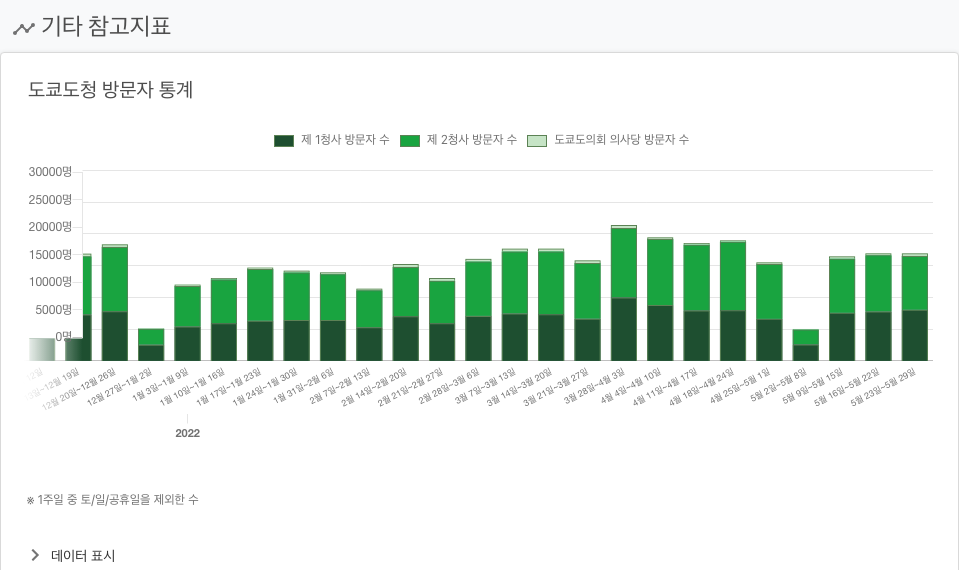 기타 참고지표
도쿄도청 방문자 통계
제 1청사 방문자 수 제 2청사 방문자 수 도쿄도의회 의사당 방문자 수
30000명
25000명
20000명
15000명
10000명
5000명
0명
12월 20일~12월 26일
12월 27일~1월 2일
1월 3일~1월 9일
1월 10일~1월 16일
1월 17일~1월 23일
1월 24일~1월 30일
1월 31일~2월 6일
2월 7일~2월 13일
2월 14일~2월 20일
2월 21일~2월 27일
2월 28일~3월 6일
3월 7일~3월 13일
3월 14일~3월 20일
3월 21일~3월 27일
3월 28일~4월 3일
4월 4일~4월 10일
4월 11일~4월 17일
4월 18일~4월 24일
4월 25일~5월 1일
5월 2일~5월 8일
5월 9일~5월 15일
5월 16일~5월 22일
5월 23일~5월 29일
2022
※ 1주일 중 토/일/공휴일을 제외한 수
데이터 표시